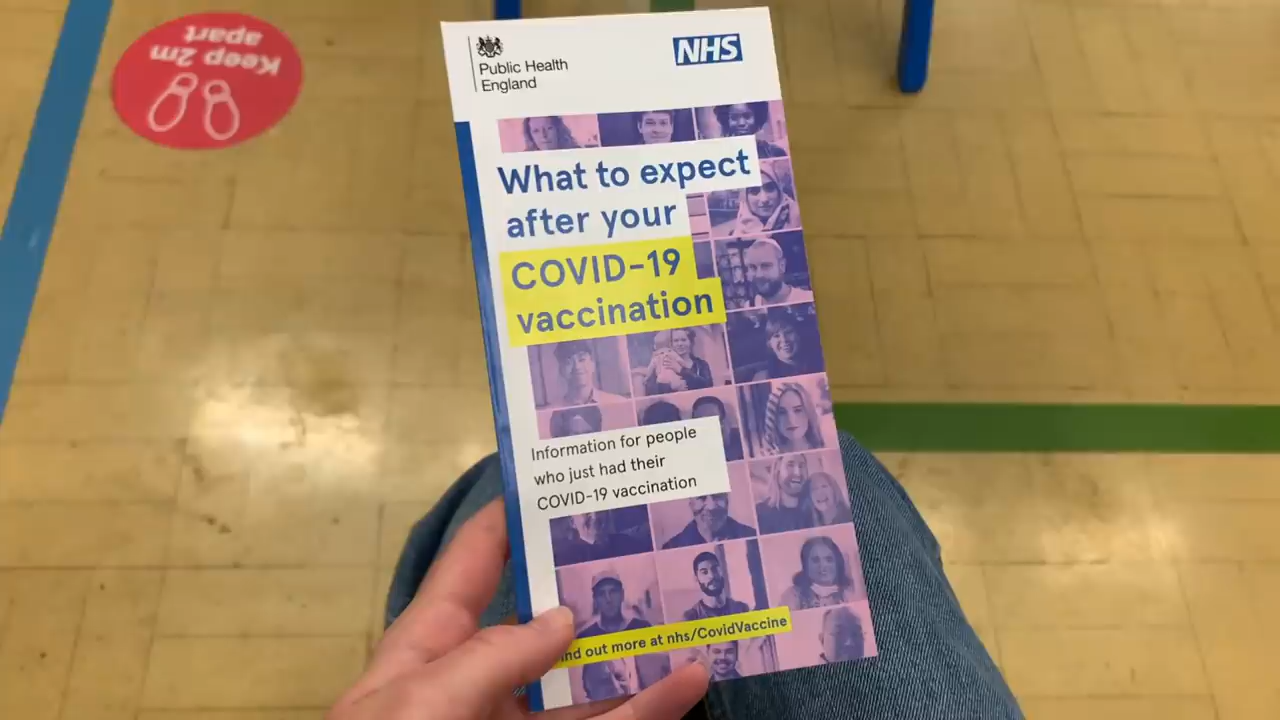 Keep 2m
apart
Public Health
England
NHS
What to expect
after your
COVID-19
vaccination
Information for people
who just had their
COVID-19 vaccination
ind out more at nhs/CovidVaccine